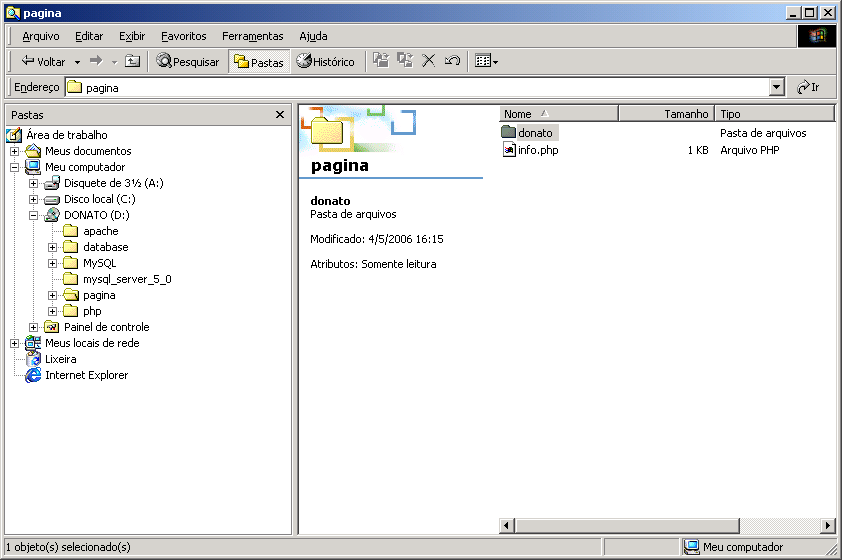 pagina
Arquivo Editar Exibir Favoritos Ferramentas Ajuda
Voltar Pesquisar Pastas Histórico
Endereço pagina Ir
Pastas
Área de trabalho
Meus documentos
Meu computador
Disquete de 3½ (A:)
Disco local (C:)
DONATO (D:)
apache
database
MySQL
mysql_server_5_0
pagina
php
Painel de controle
Meus locais de rede
Lixeira
Internet Explorer
pagina
donato
Pasta de arquivos
Modificado: 4/5/2006 16:15
Atributos: Somente leitura
Nome Tamanho Tipo
donato Pasta de arquivos
info.php 1 KB Arquivo PHP
1 objeto(s) selecionado(s) Meu computador